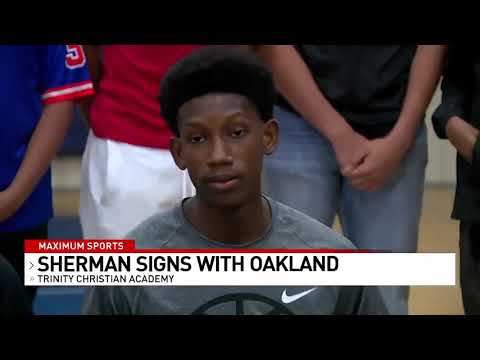 MAXIMUM SPORTS
SHERMAN SIGNS WITH OAKLAND
TRINITY CHRISTIAN ACADEMY